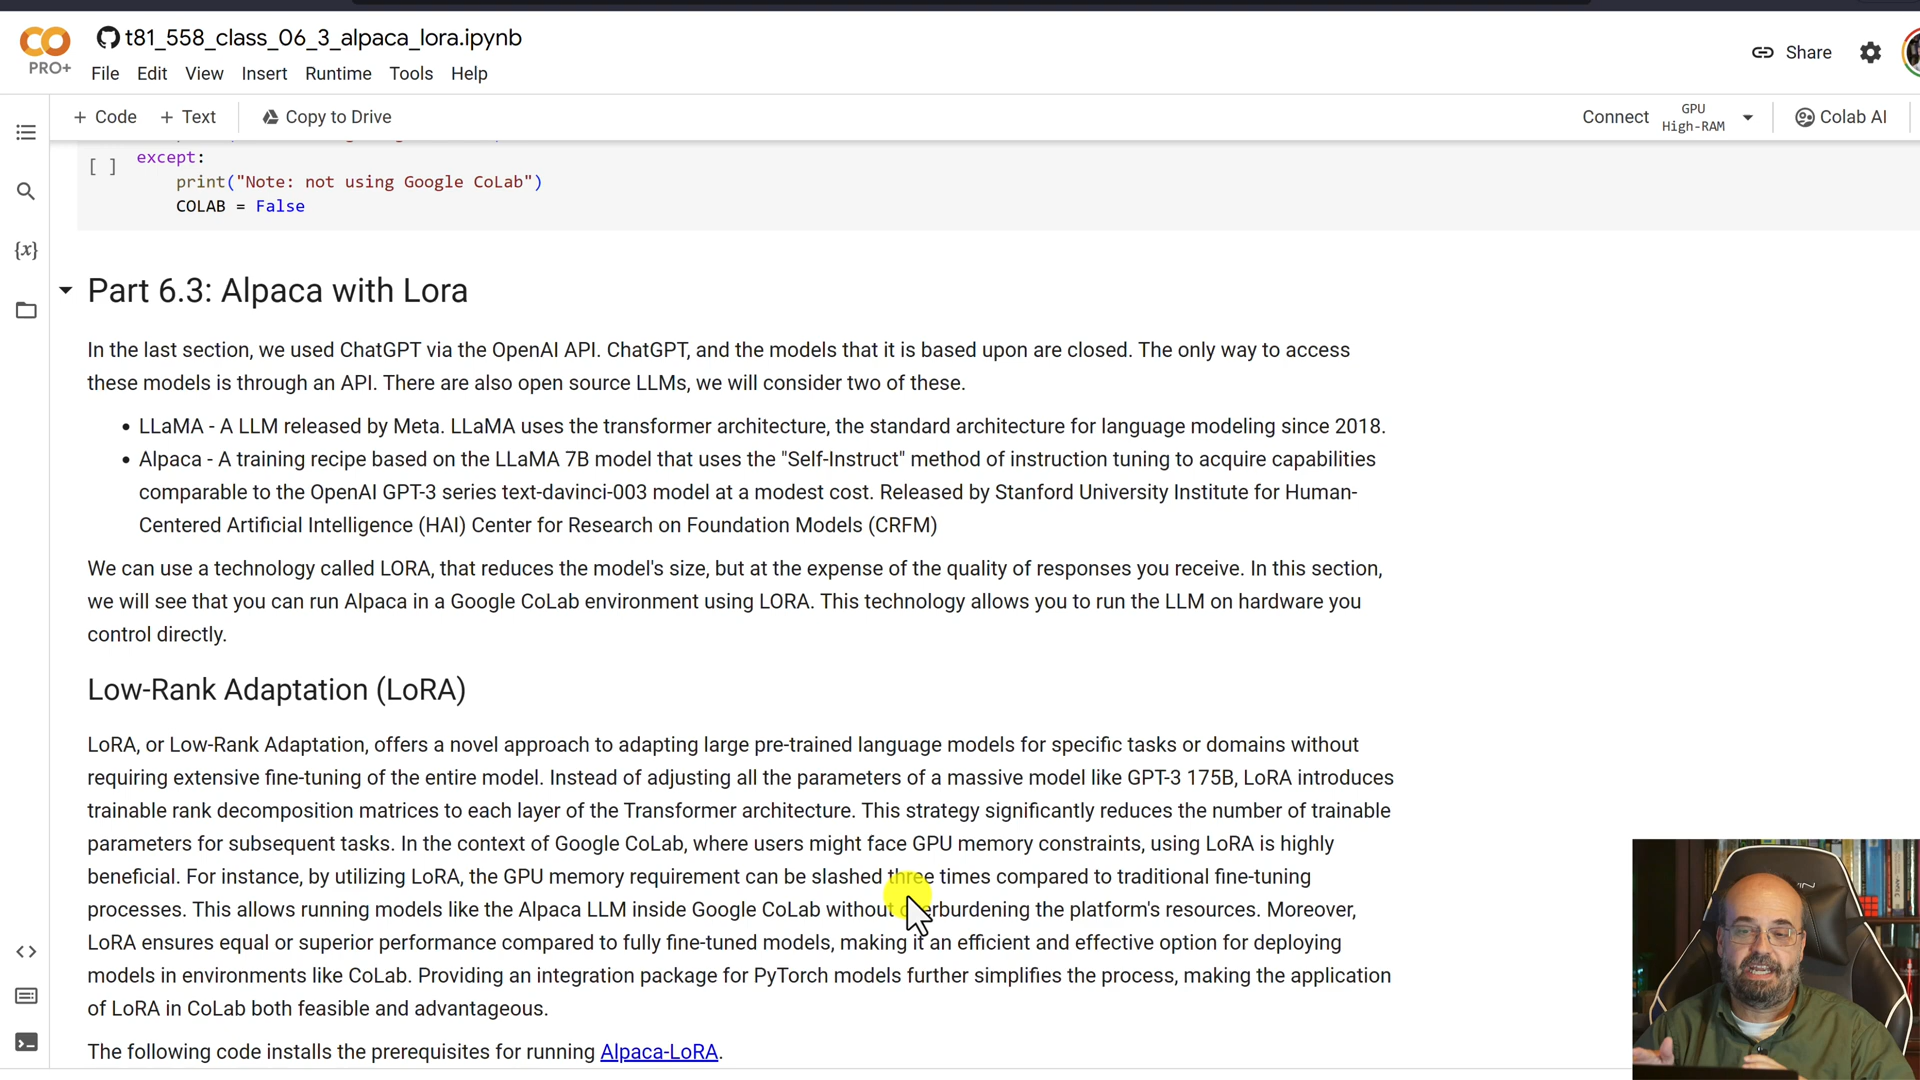 t81_558_class_06_3_alpaca_lora.ipynb
PRO+
File Edit View Insert Runtime Tools Help
Share
+ Code + Text Copy to Drive
Connect GPU High-RAM Colab AI
[ ] except:
print("Note: not using Google CoLab")
COLAB = False
{x}
Part 6.3: Alpaca with Lora
In the last section, we used ChatGPT via the OpenAI API. ChatGPT, and the models that it is based upon are closed. The only way to access
these models is through an API. There are also open source LLMs, we will consider two of these.
• LLaMA - A LLM released by Meta. LLaMA uses the transformer architecture, the standard architecture for language modeling since 2018.
• Alpaca - A training recipe based on the LLaMA 7B model that uses the "Self-Instruct" method of instruction tuning to acquire capabilities
comparable to the OpenAI GPT-3 series text-davinci-003 model at a modest cost. Released by Stanford University Institute for Human-
Centered Artificial Intelligence (HAI) Center for Research on Foundation Models (CRFM)
We can use a technology called LORA, that reduces the model's size, but at the expense of the quality of responses you receive. In this section,
we will see that you can run Alpaca in a Google CoLab environment using LORA. This technology allows you to run the LLM on hardware you
control directly.
Low-Rank Adaptation (LoRA)
LoRA, or Low-Rank Adaptation, offers a novel approach to adapting large pre-trained language models for specific tasks or domains without
requiring extensive fine-tuning of the entire model. Instead of adjusting all the parameters of a massive model like GPT-3 175B, LoRA introduces
trainable rank decomposition matrices to each layer of the Transformer architecture. This strategy significantly reduces the number of trainable
parameters for subsequent tasks. In the context of Google CoLab, where users might face GPU memory constraints, using LoRA is highly
beneficial. For instance, by utilizing LoRA, the GPU memory requirement can be slashed three times compared to traditional fine-tuning
processes. This allows running models like the Alpaca LLM inside Google CoLab without overburdening the platform's resources. Moreover,
LoRA ensures equal or superior performance compared to fully fine-tuned models, making it an efficient and effective option for deploying
models in environments like CoLab. Providing an integration package for PyTorch models further simplifies the process, making the application
of LoRA in CoLab both feasible and advantageous.
The following code installs the prerequisites for running Alpaca-LoRA.